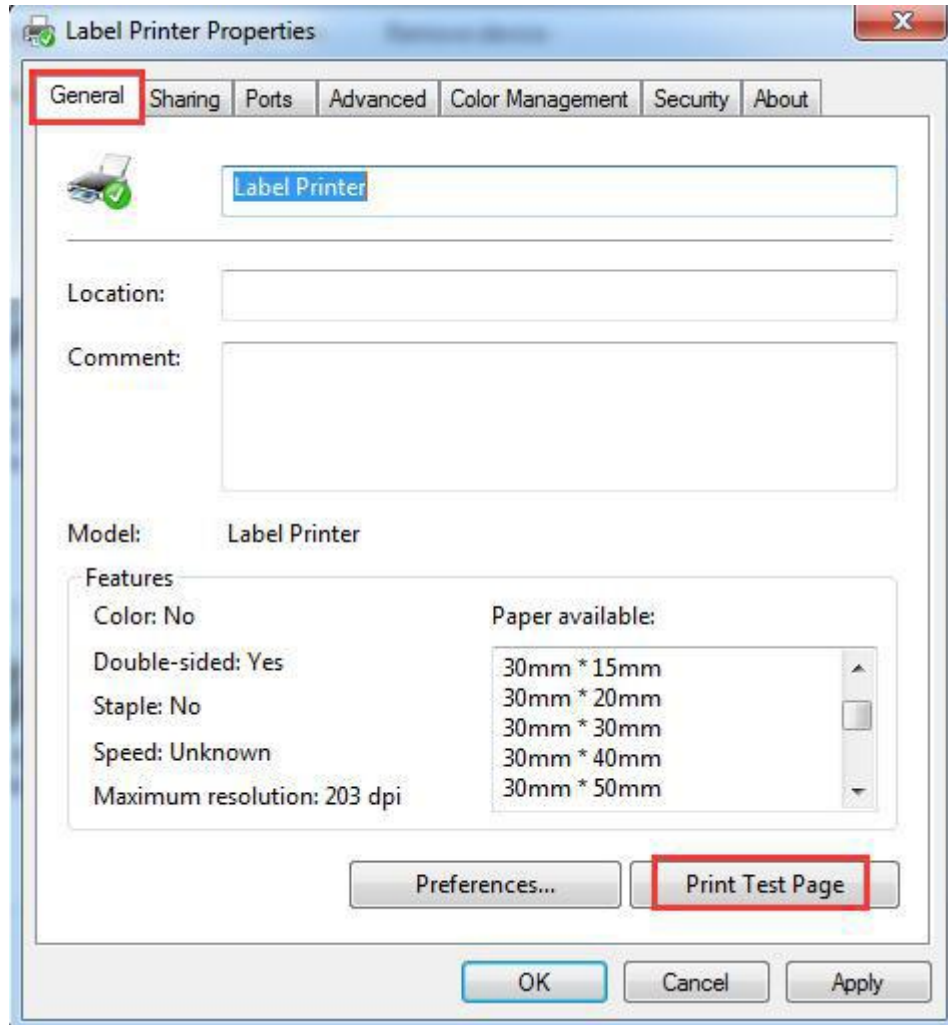 Label Printer Properties
General Sharing Ports Advanced Color Management Security About
Label Printer
Location:
Comment:
Model: Label Printer
Features
Color: No
Paper available:
Double-sided: Yes
Staple: No
Speed: Unknown
Maximum resolution: 203 dpi
30mm * 15mm
30mm * 20mm
30mm * 30mm
30mm * 40mm
30mm * 50mm
Preferences... Print Test Page
OK Cancel Apply